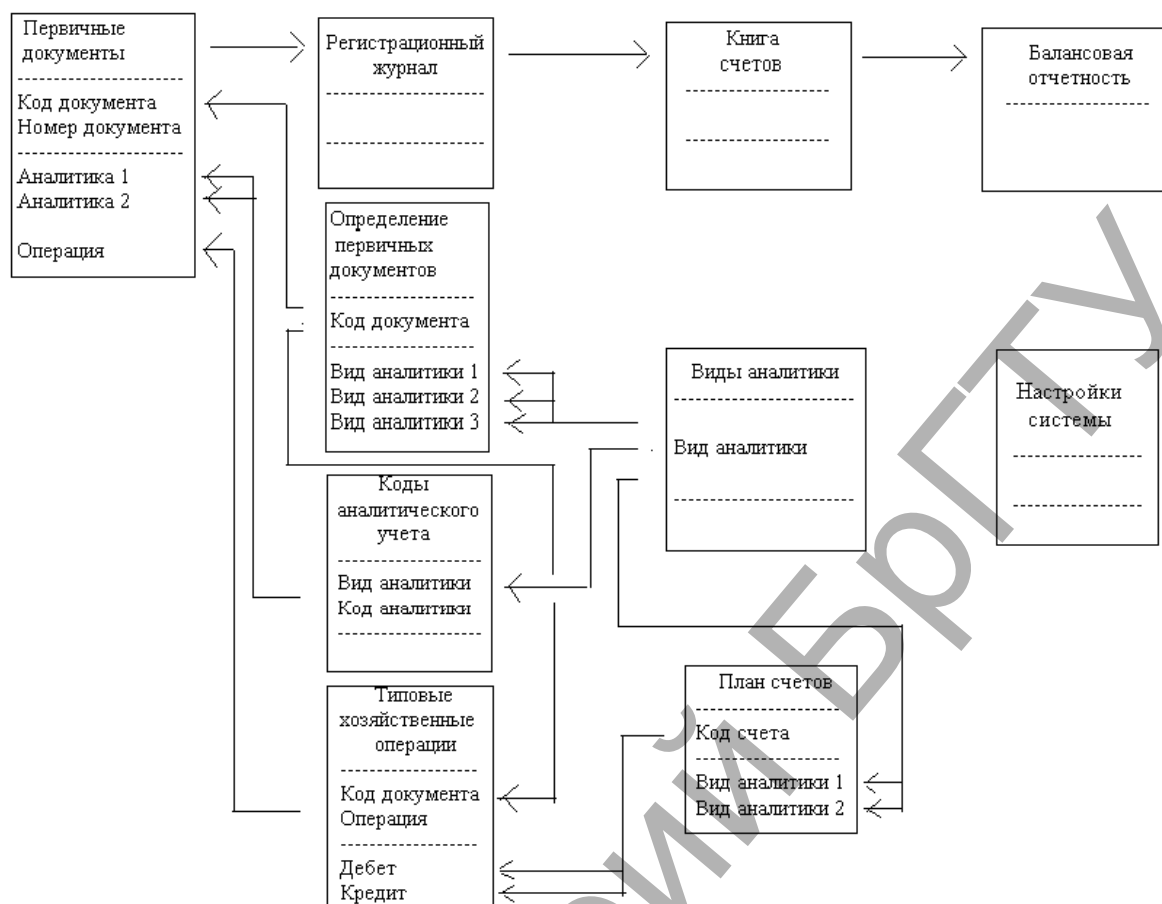 Первичные
документы
Код документа
Номер документа
Аналитика 1
Аналитика 2
Операция
Регистрационный
журнал
Книга
счетов
Балансовая
отчетность
Определение
первичных
документов
Код документа
Вид аналитики 1
Вид аналитики 2
Вид аналитики 3
Виды аналитики
Вид аналитики
Настройки
системы
Коды
аналитического
учета
Вид аналитики
Код аналитики
Типовые
хозяйственные
операции
Код документа
Операция
Дебет
Кредит
План счетов
Код счета
Вид аналитики 1
Вид аналитики 2
рий БрГТУ